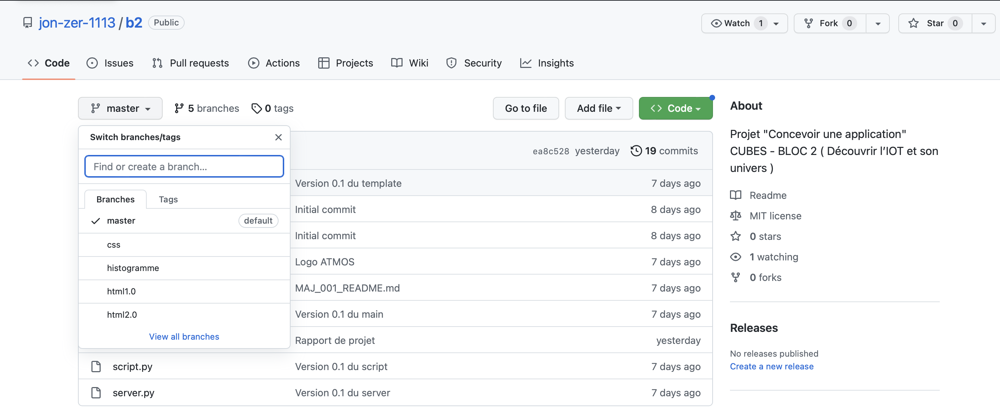 jon-zer-1113 / b2 Public
Watch 1
Fork 0
Star 0
Code Issues Pull requests Actions Projects Wiki Security Insights
master 5 branches 0 tags
Go to file Add file Code
Switch branches/tags
Find or create a branch...
Branches Tags
master default
css
histogramme
html1.0
html2.0
View all branches
ea8c528 yesterday 19 commits
Version 0.1 du template 7 days ago
Initial commit 8 days ago
Initial commit 8 days ago
Logo ATMOS 7 days ago
MAJ_001_README.md 7 days ago
Version 0.1 du main 7 days ago
Rapport de projet yesterday
script.py Version 0.1 du script 7 days ago
server.py Version 0.1 du server 7 days ago
About
Projet "Concevoir une application"
CUBES - BLOC 2 ( Découvrir l’IOT et son
univers )
Readme
MIT license
0 stars
1 watching
0 forks
Releases
No releases published
Create a new release